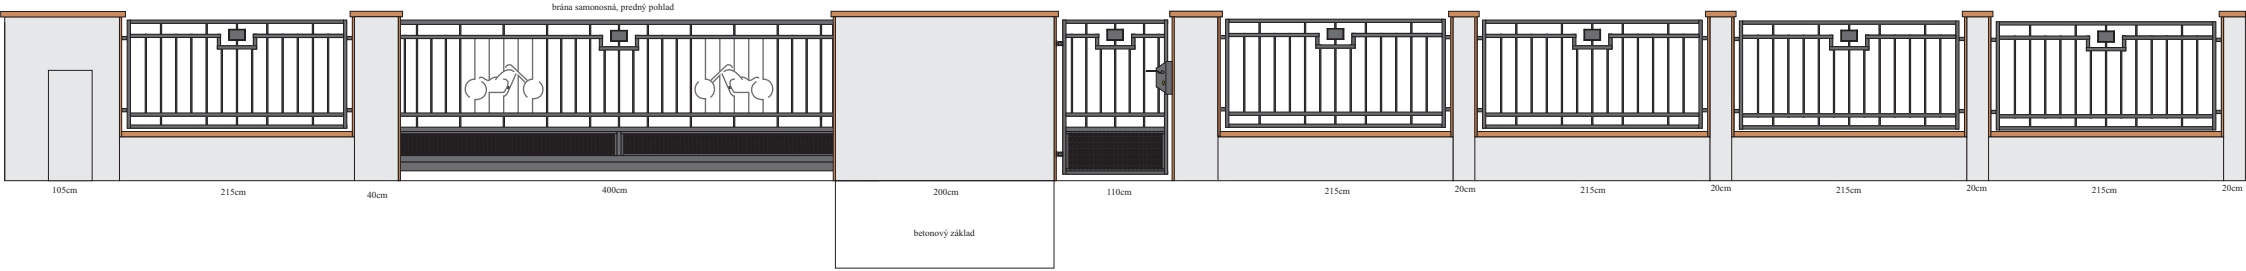 brána samonosná, predný pohlad
105cm
215cm
40cm
400cm
200cm
110cm
215cm
20cm
215cm
20cm
215cm
20cm
215cm
20cm
betonový základ